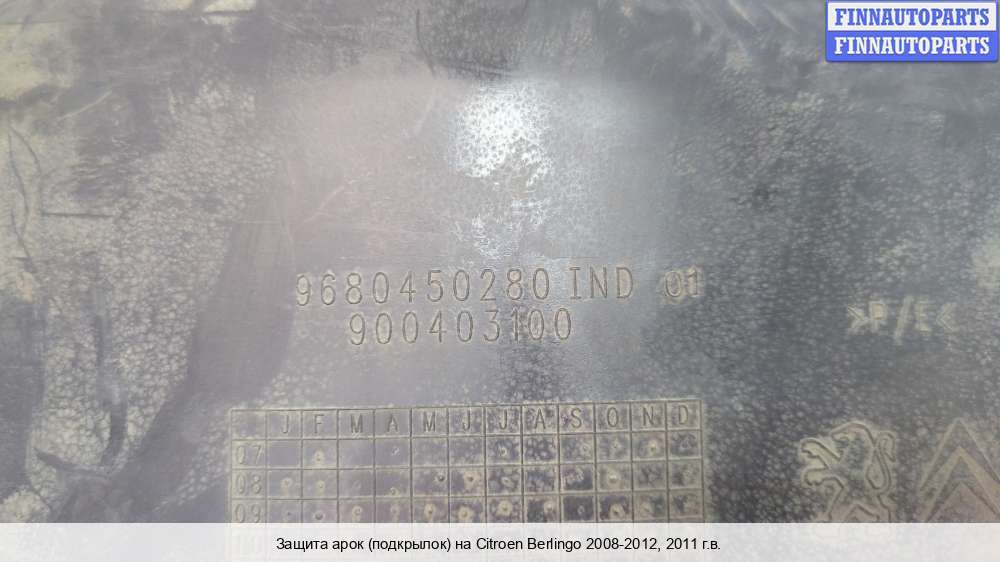 FINNAUTOPARTS
FINNAUTOPARTS
9680450280 IND 01
900403100
>P/E<
J F M A M J J A S O N D
07
08
09
Защита арок (подкрылок) на Citroen Berlingo 2008-2012, 2011 г.в.